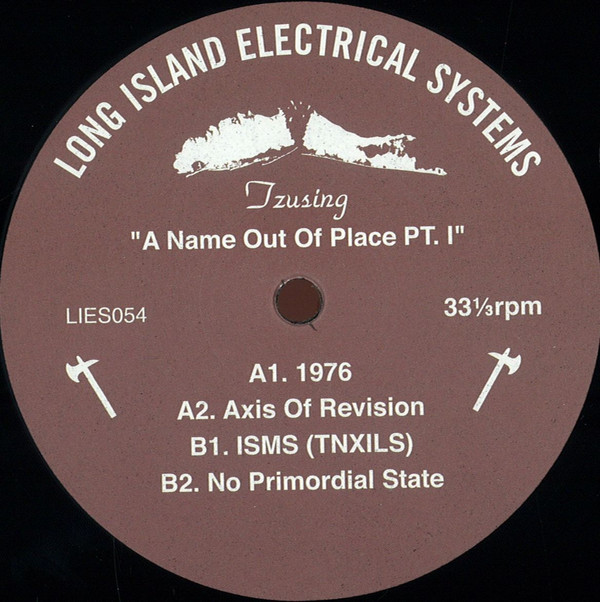 LONG ISLAND ELECTRICAL SYSTEMS
Tzusing
"A Name Out Of Place PT. I"
LIES054
33⅓rpm
A1. 1976
A2. Axis Of Revision
B1. ISMS (TNXILS)
B2. No Primordial State